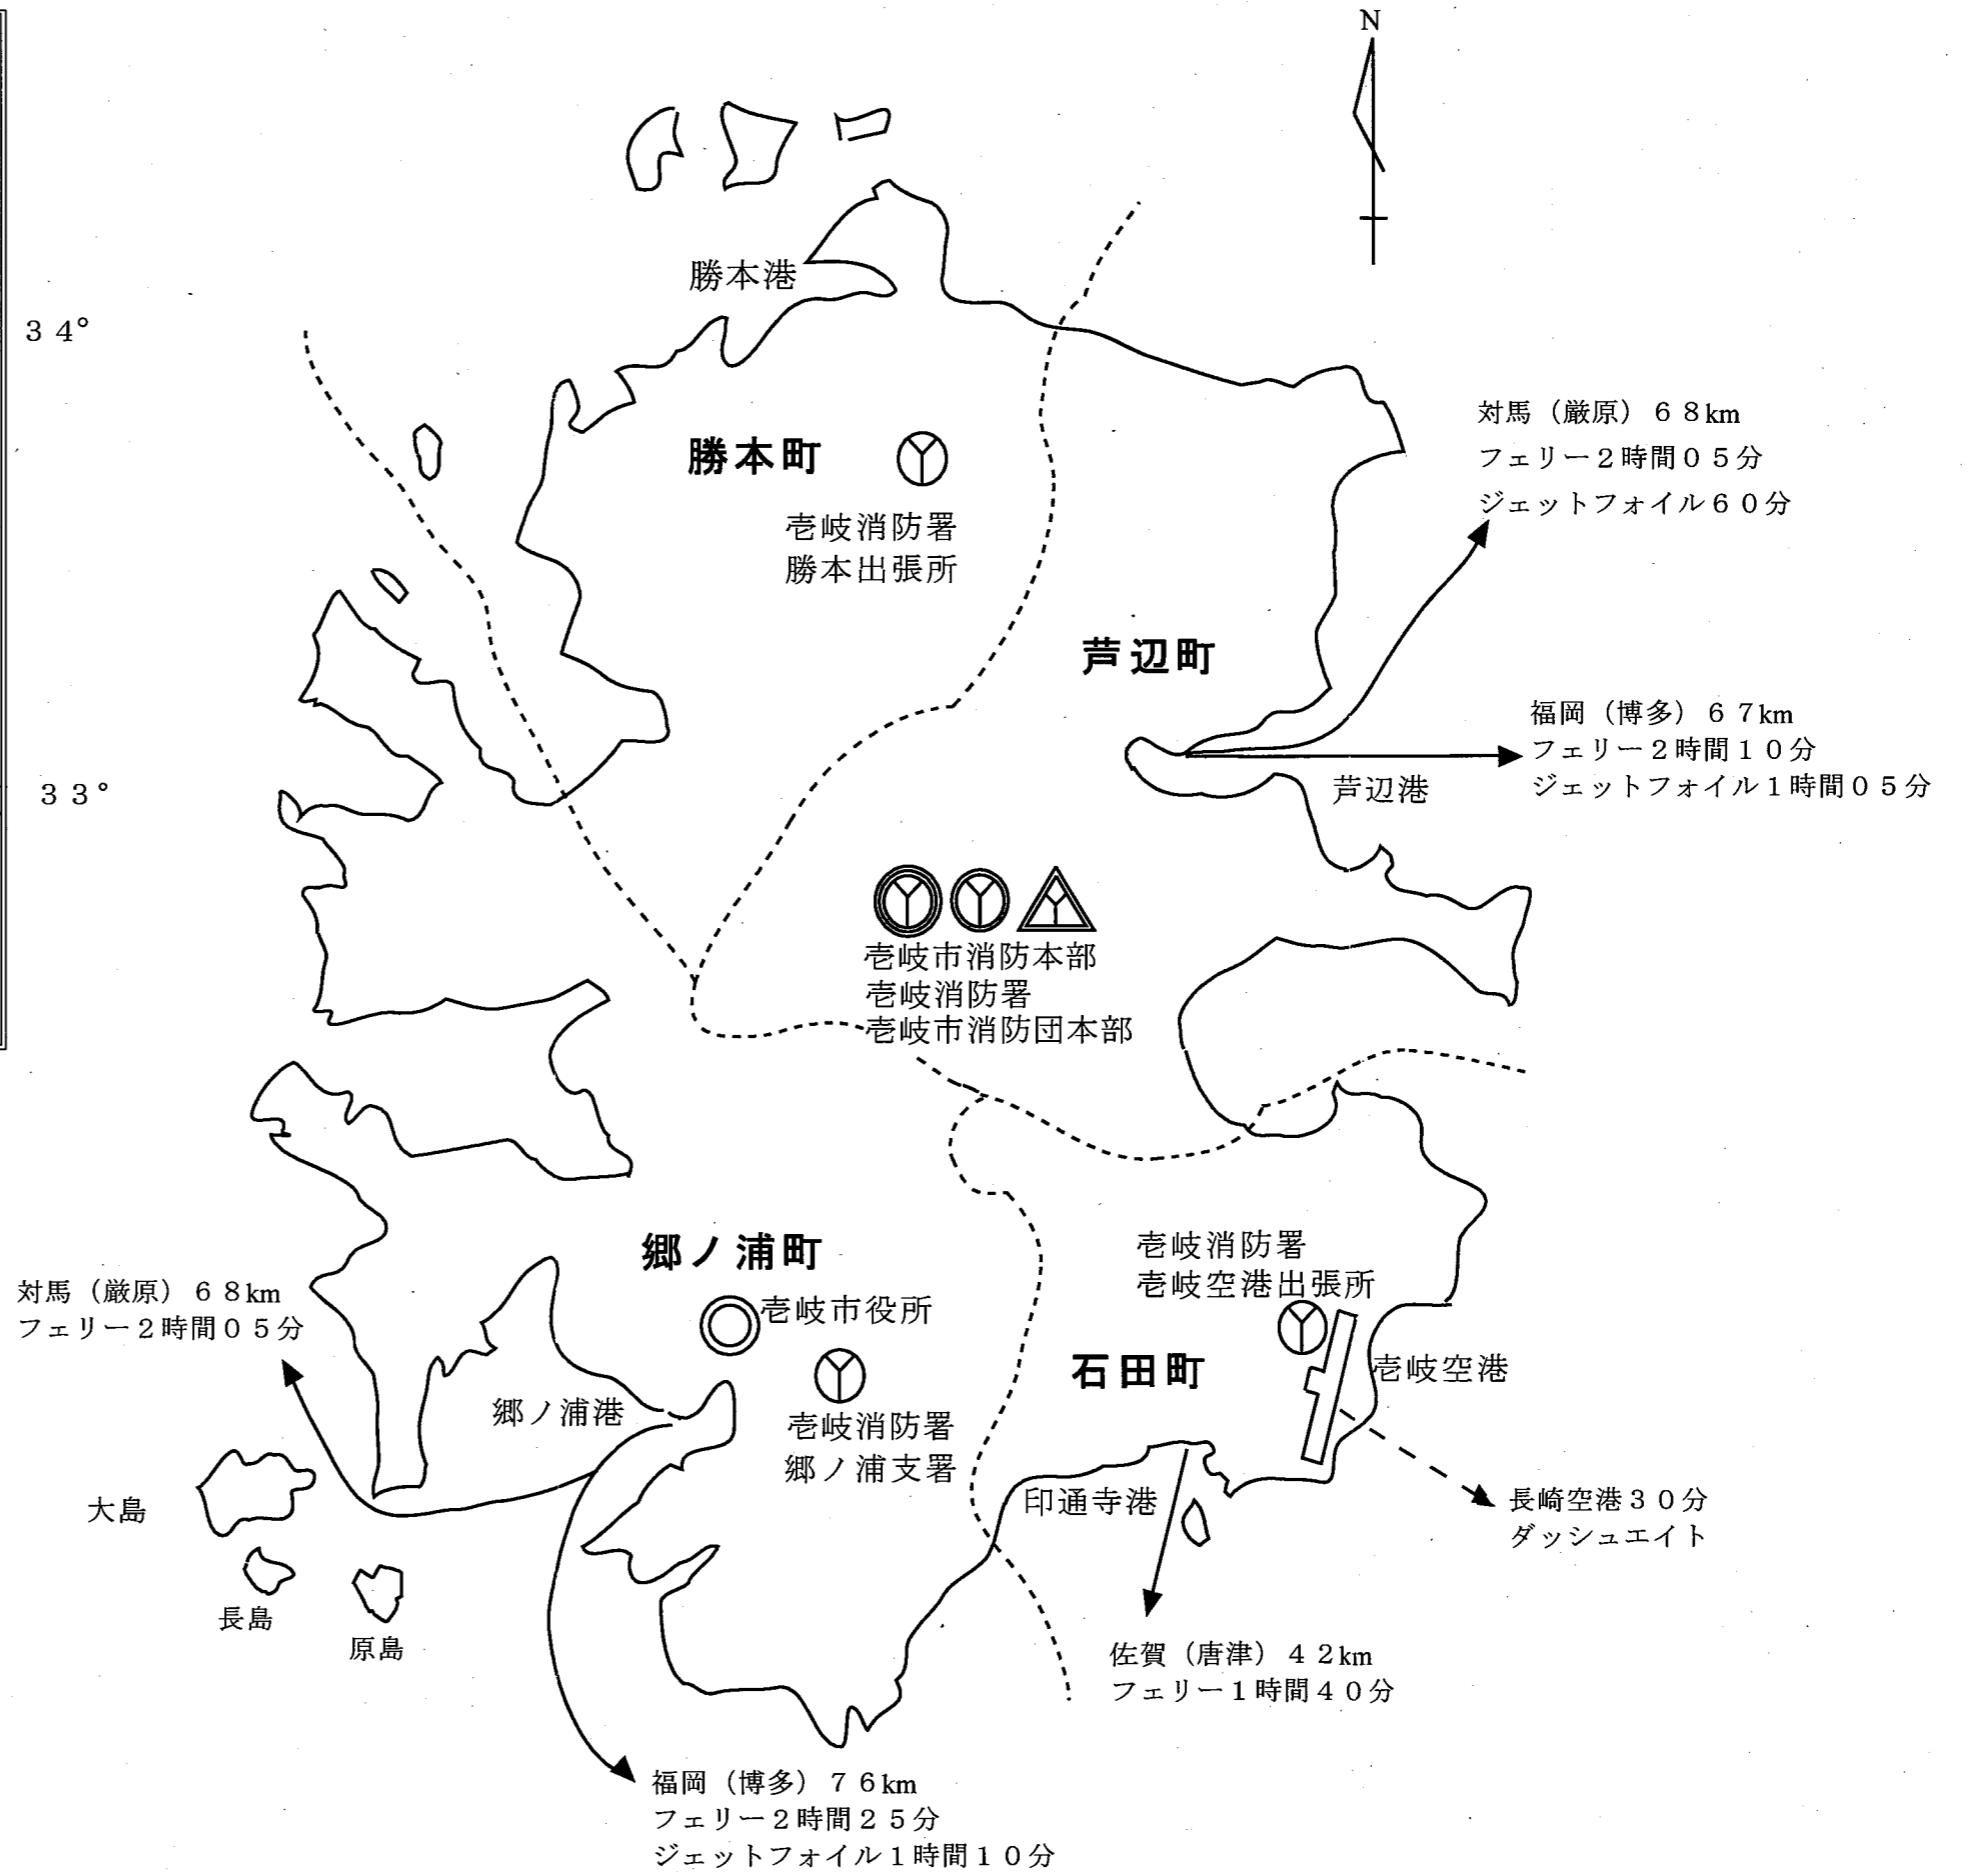 N
勝本港
３４°
対馬（厳原）６８km
フェリー２時間０５分
ジェットフォイル６０分
勝本町
壱岐消防署
勝本出張所
芦辺町
福岡（博多）６７km
フェリー２時間１０分
ジェットフォイル１時間０５分
３３°
芦辺港
壱岐市消防本部
壱岐消防署
壱岐市消防団本部
郷ノ浦町
壱岐消防署
壱岐空港出張所
対馬（厳原）６８km
フェリー２時間０５分
壱岐市役所
石田町
壱岐空港
郷ノ浦港
壱岐消防署
郷ノ浦支署
大島
印通寺港
長崎空港３０分
ダッシュエイト
長島
原島
佐賀（唐津）４２km
フェリー１時間４０分
福岡（博多）７６km
フェリー２時間２５分
ジェットフォイル１時間１０分